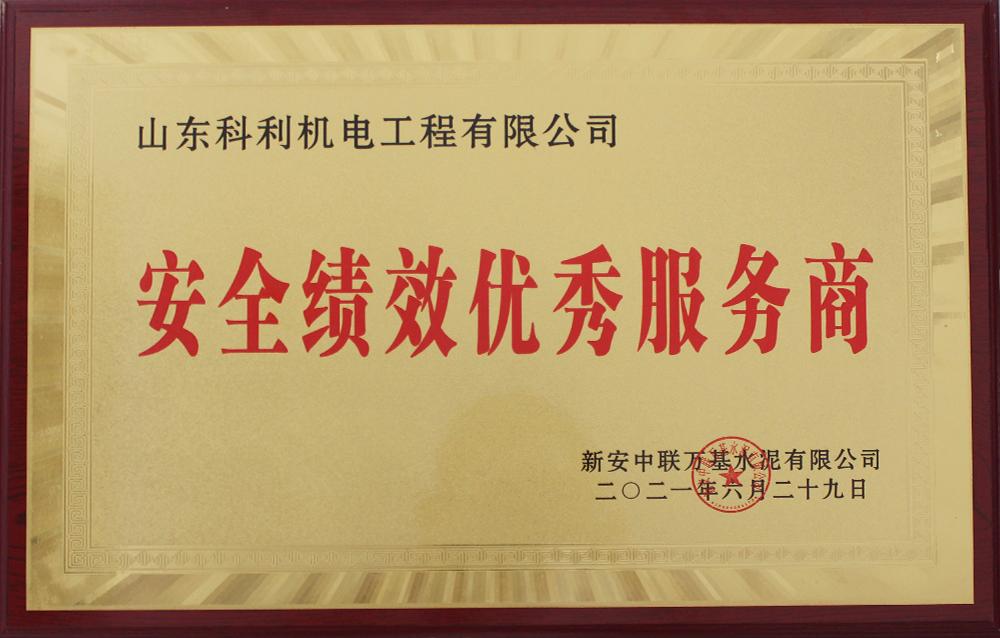 山东科利机电工程有限公司
安全绩效优秀服务商
新安中联万基水泥有限公司
二〇二一年六月二十九日